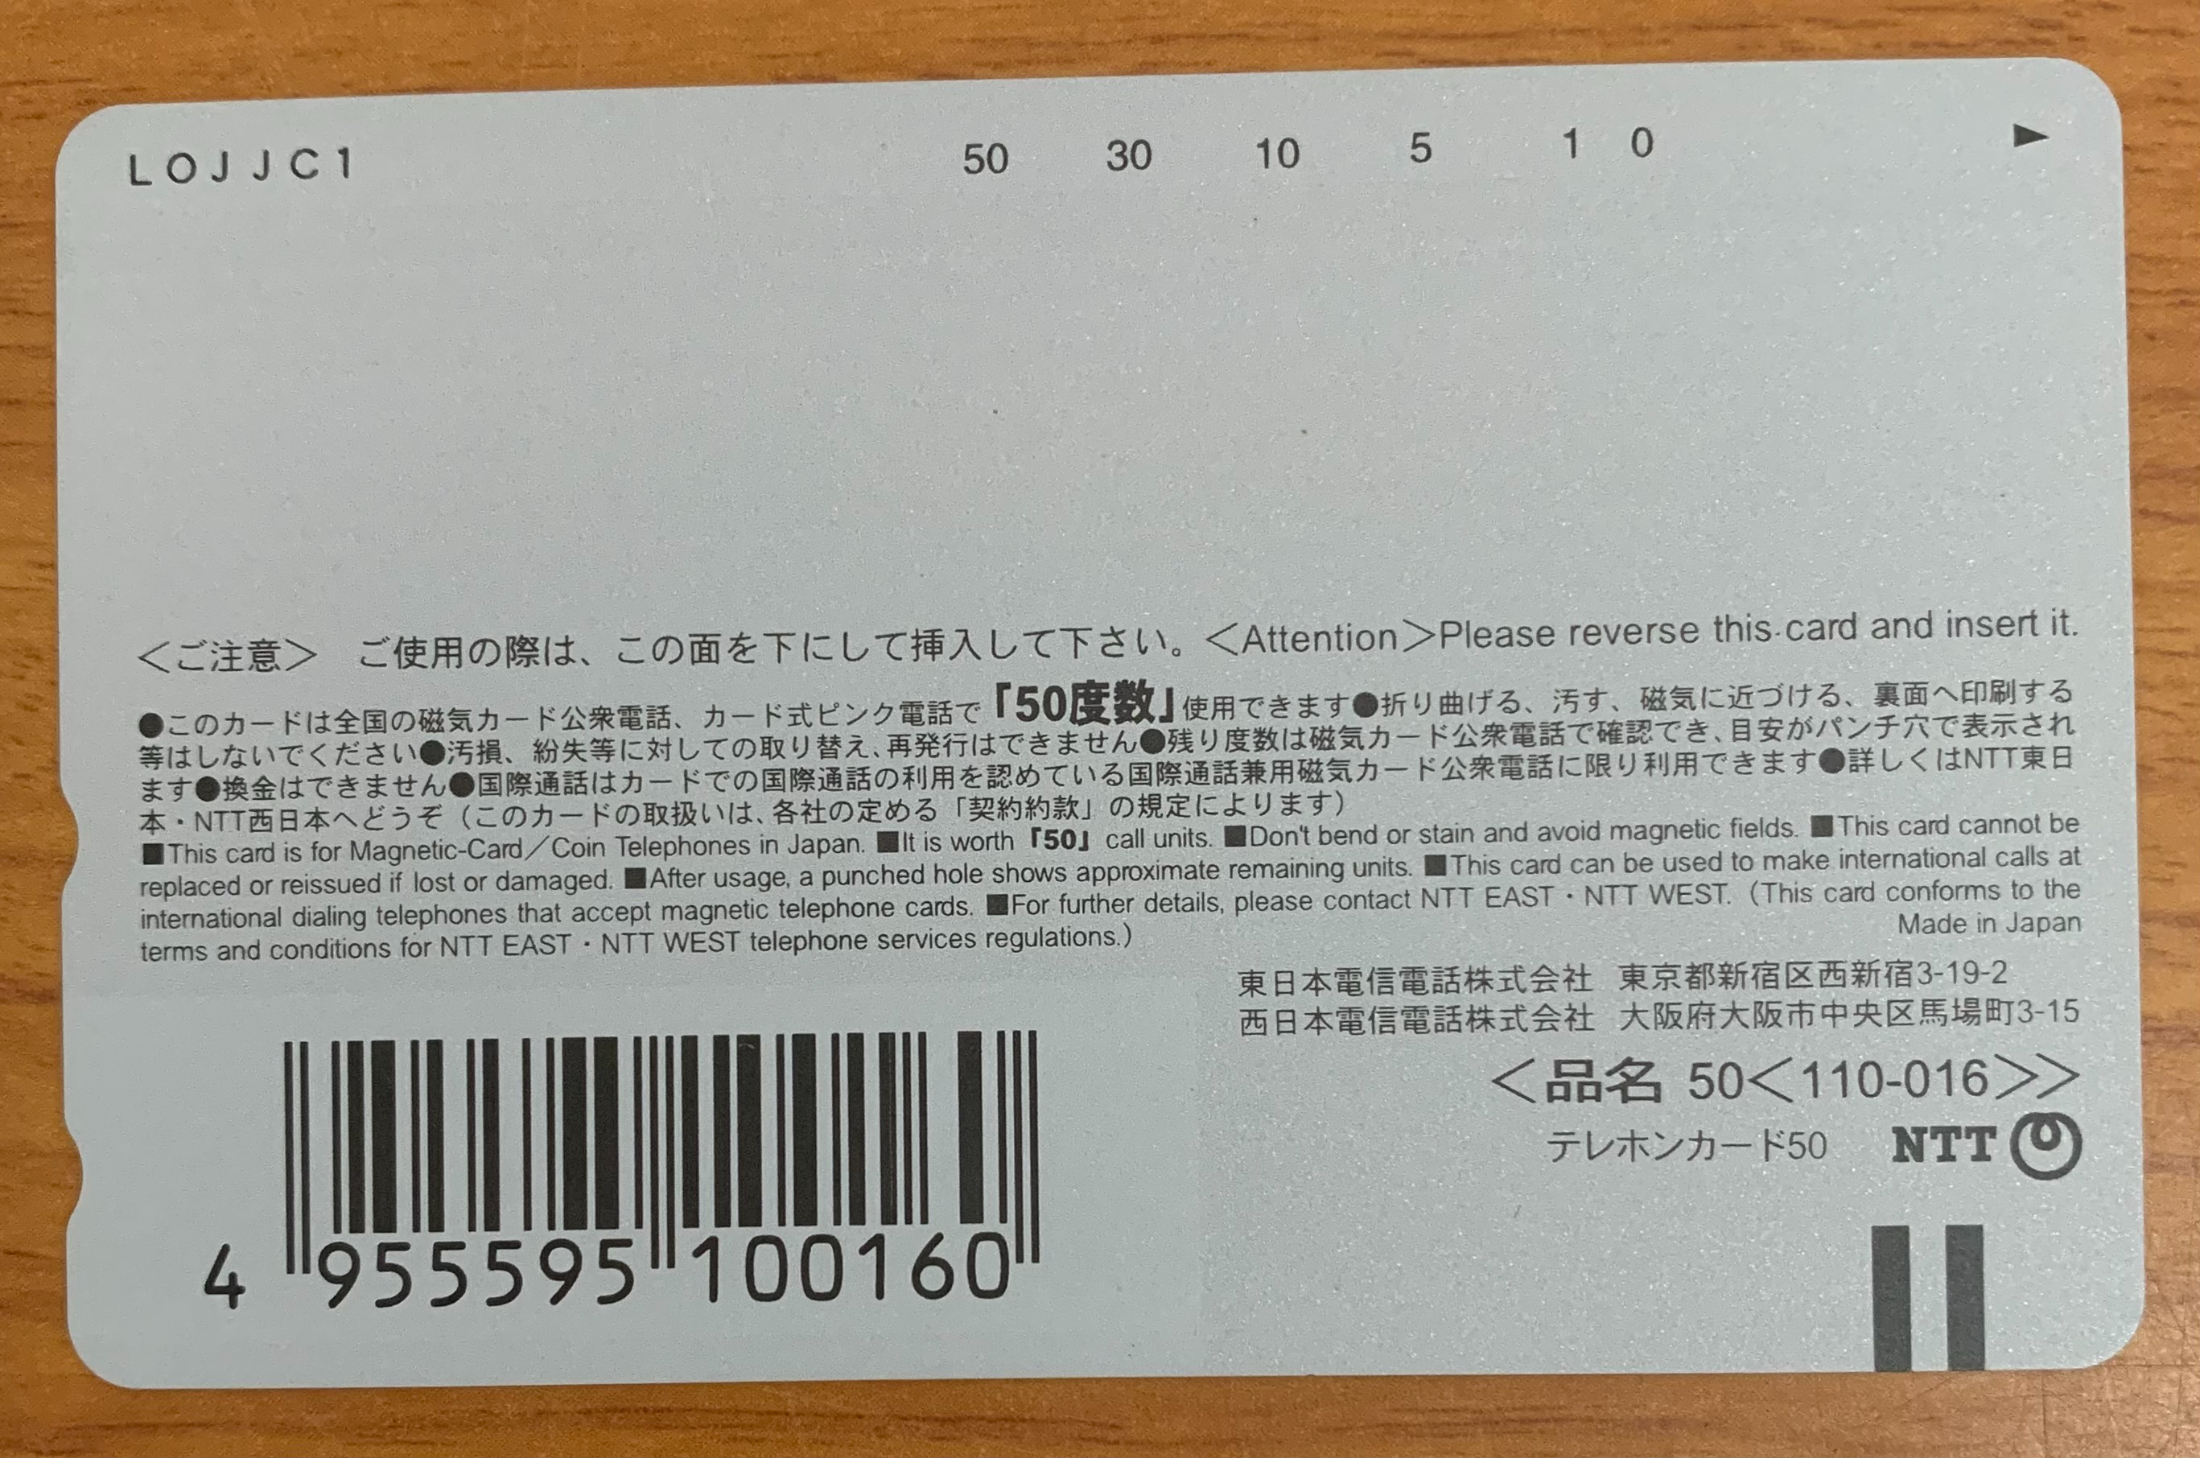 LOJJC1 50 30 10 5 1 0 ▶
＜ご注意＞ ご使用の際は、この面を下にして挿入して下さい。＜Attention＞Please reverse this card and insert it.
●このカードは全国の磁気カード公衆電話、カード式ピンク電話で「50度数」使用できます●折り曲げる、汚す、磁気に近づける、裏面へ印刷する
等はしないでください●汚損、紛失等に対しての取り替え、再発行はできません●残り度数は磁気カード公衆電話で確認でき、目安がパンチ穴で表示され
ます●換金はできません●国際通話はカードでの国際通話の利用を認めている国際通話兼用磁気カード公衆電話に限り利用できます●詳しくはNTT東日
本・NTT西日本へどうぞ（このカードの取扱いは、各社の定める「契約約款」の規定によります）
■This card is for Magnetic-Card／Coin Telephones in Japan. ■It is worth「50」call units. ■Don't bend or stain and avoid magnetic fields. ■This card cannot be
replaced or reissued if lost or damaged. ■After usage, a punched hole shows approximate remaining units. ■This card can be used to make international calls at
international dialing telephones that accept magnetic telephone cards. ■For further details, please contact NTT EAST・NTT WEST.（This card conforms to the
terms and conditions for NTT EAST・NTT WEST telephone services regulations.）
Made in Japan
東日本電信電話株式会社 東京都新宿区西新宿3-19-2
西日本電信電話株式会社 大阪府大阪市中央区馬場町3-15
＜品名 50＜110-016＞＞
テレホンカード50 NTT
4 955595 100160